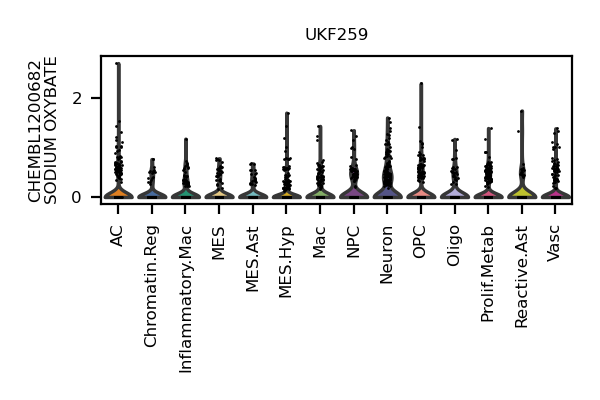 UKF259
CHEMBL1200682
SODIUM OXYBATE
2
0
AC
Chromatin.Reg
Inflammatory.Mac
MES
MES.Ast
MES.Hyp
Mac
NPC
Neuron
OPC
Oligo
Prolif.Metab
Reactive.Ast
Vasc